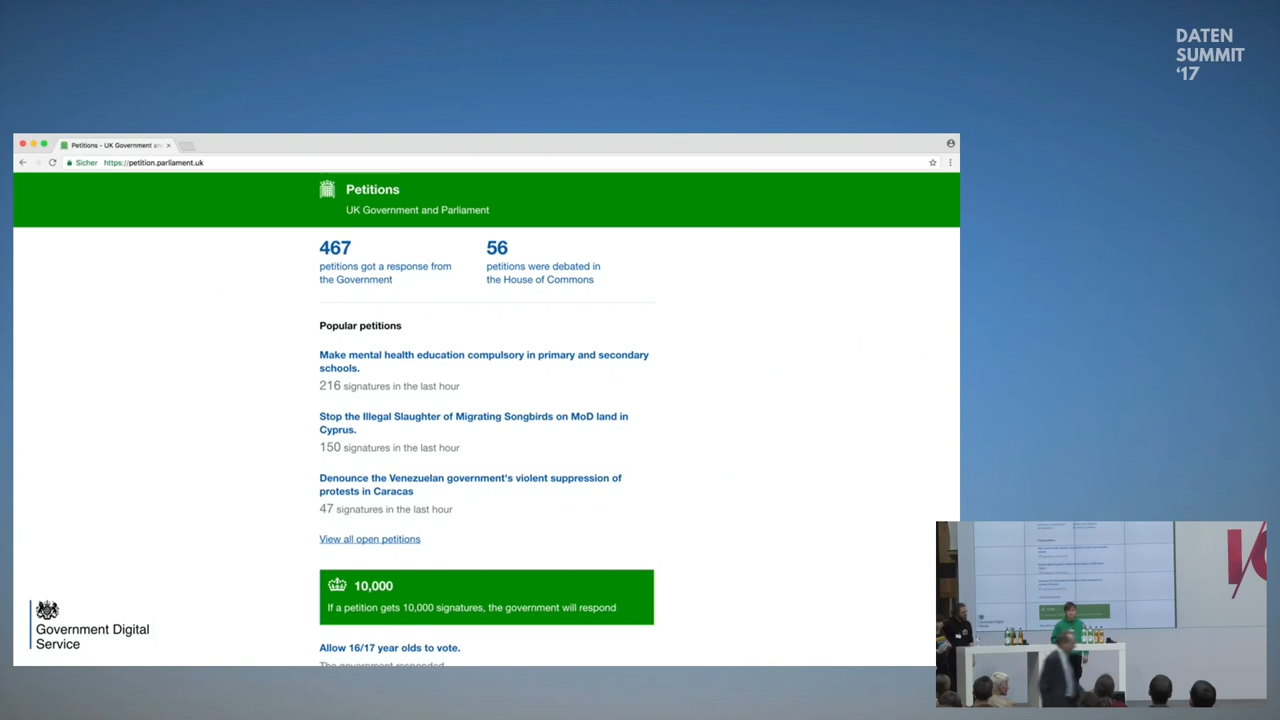 DATEN
SUMMIT
‘17
Petitions - UK Government an
Sicher https://petition.parliament.uk
Petitions
UK Government and Parliament
467
petitions got a response from
the Government
56
petitions were debated in
the House of Commons
Popular petitions
Make mental health education compulsory in primary and secondary
schools.
216 signatures in the last hour
Stop the Illegal Slaughter of Migrating Songbirds on MoD land in
Cyprus.
150 signatures in the last hour
Denounce the Venezuelan government's violent suppression of
protests in Caracas
47 signatures in the last hour
View all open petitions
10,000
If a petition gets 10,000 signatures, the government will respond
Allow 16/17 year olds to vote.
The government responded
Government Digital
Service